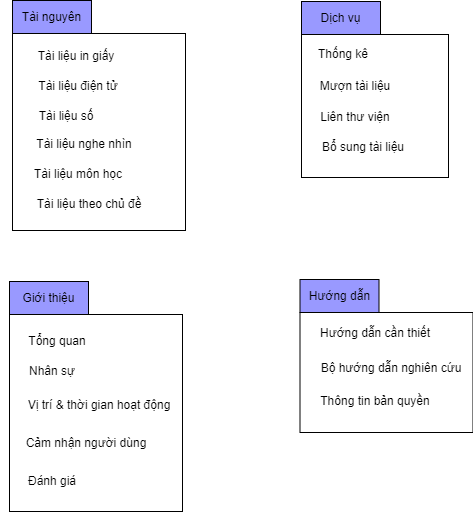 Tài nguyên
Tài liệu in giấy
Tài liệu điện tử
Tài liệu số
Tài liệu nghe nhìn
Tài liệu môn học
Tài liệu theo chủ đề
Dịch vụ
Thống kê
Mượn tài liệu
Liên thư viện
Bổ sung tài liệu
Giới thiệu
Tổng quan
Nhân sự
Vị trí & thời gian hoạt động
Cảm nhận người dùng
Đánh giá
Hướng dẫn
Hướng dẫn cần thiết
Bộ hướng dẫn nghiên cứu
Thông tin bản quyền